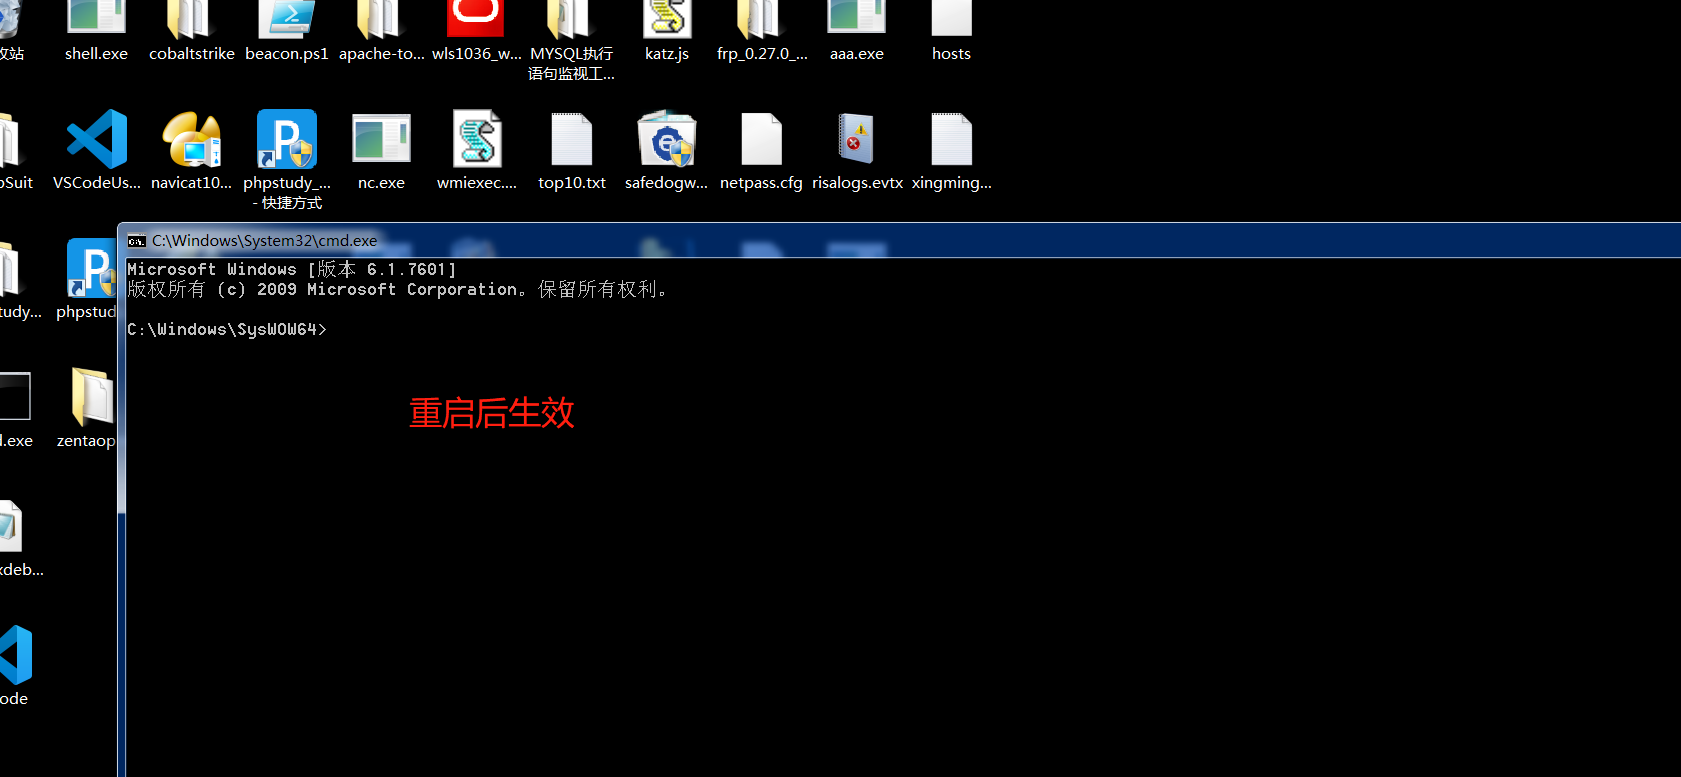 收站
shell.exe
cobaltstrike
beacon.ps1
apache-to...
wls1036_w...
MYSQL执行
语句监视工...
katz.js
frp_0.27.0_...
aaa.exe
hosts
pSuit
VSCodeUs...
navicat10...
phpstudy_...
- 快捷方式
nc.exe
wmiexec....
top10.txt
safedogw...
netpass.cfg
risalogs.evtx
xingming...
C:\Windows\System32\cmd.exe
Microsoft Windows [版本 6.1.7601]
版权所有 (c) 2009 Microsoft Corporation。保留所有权利。
C:\Windows\SysWOW64>
tudy...
phpstud
重启后生效
d.exe
zentaop
xdeb...
ode